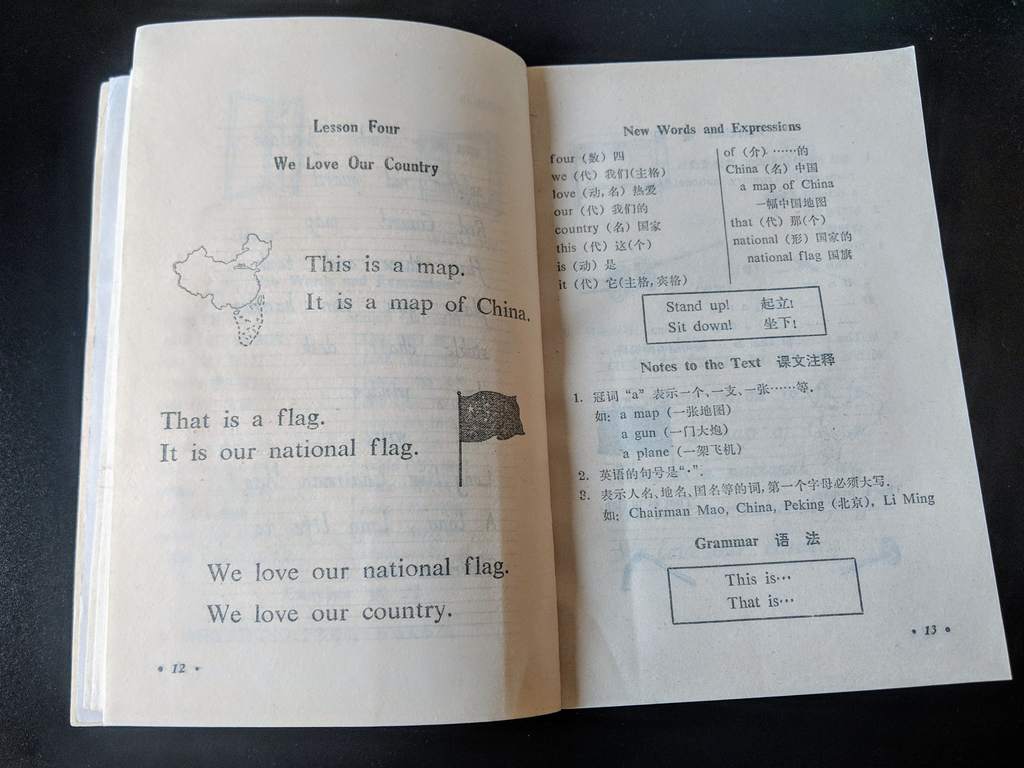 Lesson Four
We Love Our Country
This is a map.
It is a map of China.
That is a flag.
It is our national flag.
We love our national flag.
We love our country.
• 12 •
New Words and Expressions
four (数) 四
we (代) 我们(主格)
love (动, 名) 热爱
our (代) 我们的
country (名) 国家
this (代) 这(个)
is (动) 是
it (代) 它(主格, 宾格)
of (介) ……的
China (名) 中国
a map of China
一幅中国地图
that (代) 那(个)
national (形) 国家的
national flag 国旗
Stand up! 起立!
Sit down! 坐下!
Notes to the Text 课文注释
1. 冠词 “a” 表示一个、一支、一张……等.
如: a map (一张地图)
a gun (一门大炮)
a plane (一架飞机)
2. 英语的句号是“.”.
3. 表示人名、地名、国名等的词, 第一个字母必须大写.
如: Chairman Mao, China, Peking (北京), Li Ming
Grammar 语 法
This is…
That is…
• 13 •